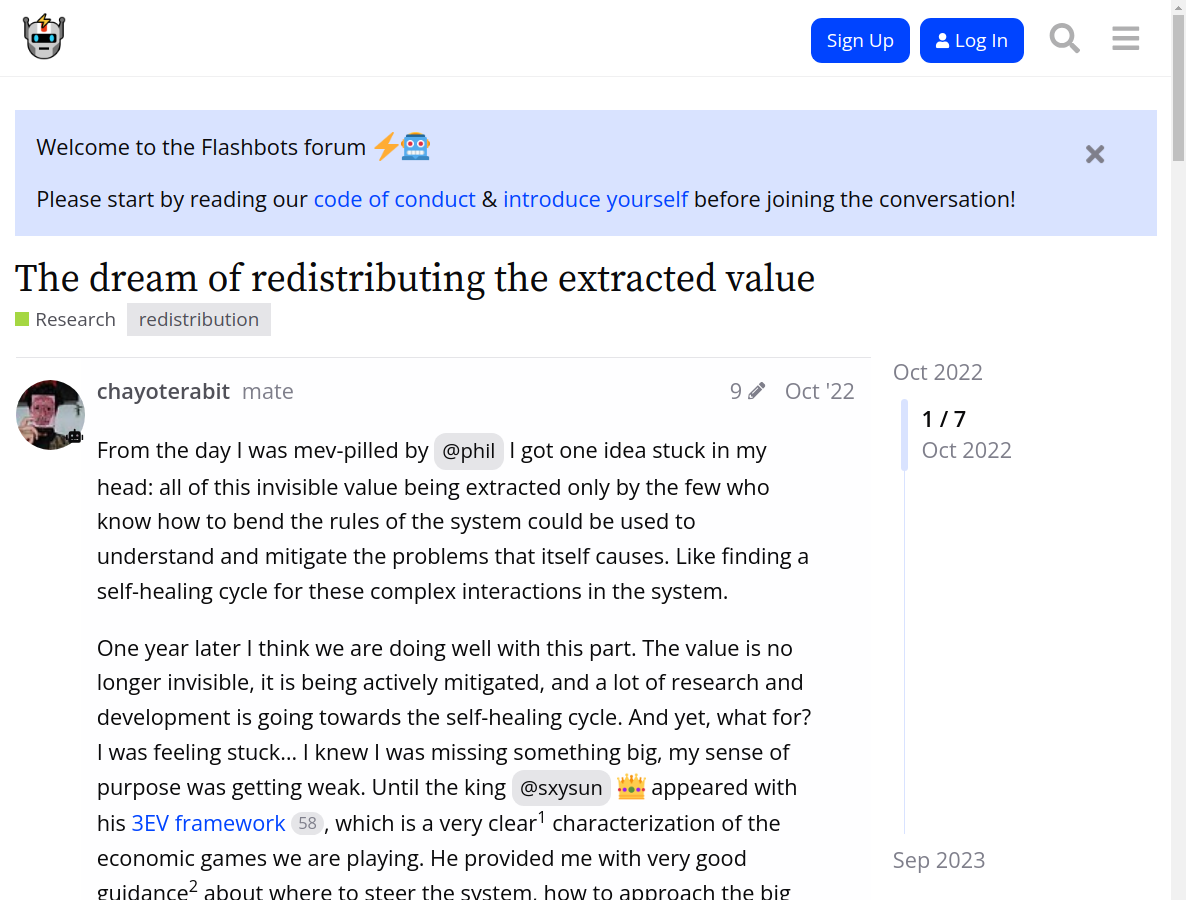 Sign Up
Log In
Welcome to the Flashbots forum
Please start by reading our code of conduct & introduce yourself before joining the conversation!
The dream of redistributing the extracted value
Research redistribution
chayoterabit mate 9 Oct '22
From the day I was mev-pilled by @phil I got one idea stuck in my
head: all of this invisible value being extracted only by the few who
know how to bend the rules of the system could be used to
understand and mitigate the problems that itself causes. Like finding a
self-healing cycle for these complex interactions in the system.
One year later I think we are doing well with this part. The value is no
longer invisible, it is being actively mitigated, and a lot of research and
development is going towards the self-healing cycle. And yet, what for?
I was feeling stuck… I knew I was missing something big, my sense of
purpose was getting weak. Until the king @sxysun appeared with
his 3EV framework 58, which is a very clear1 characterization of the
economic games we are playing. He provided me with very good
guidance2 about where to steer the system, how to approach the big
Oct 2022
1 / 7
Oct 2022
Sep 2023